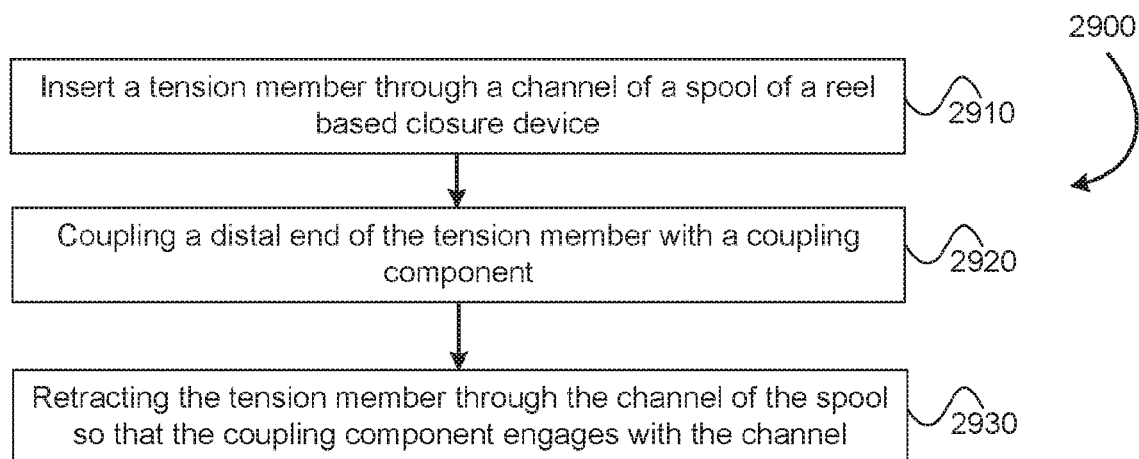 2900
Insert a tension member through a channel of a spool of a reel
based closure device
2910
Coupling a distal end of the tension member with a coupling
component
2920
Retracting the tension member through the channel of the spool
so that the coupling component engages with the channel
2930